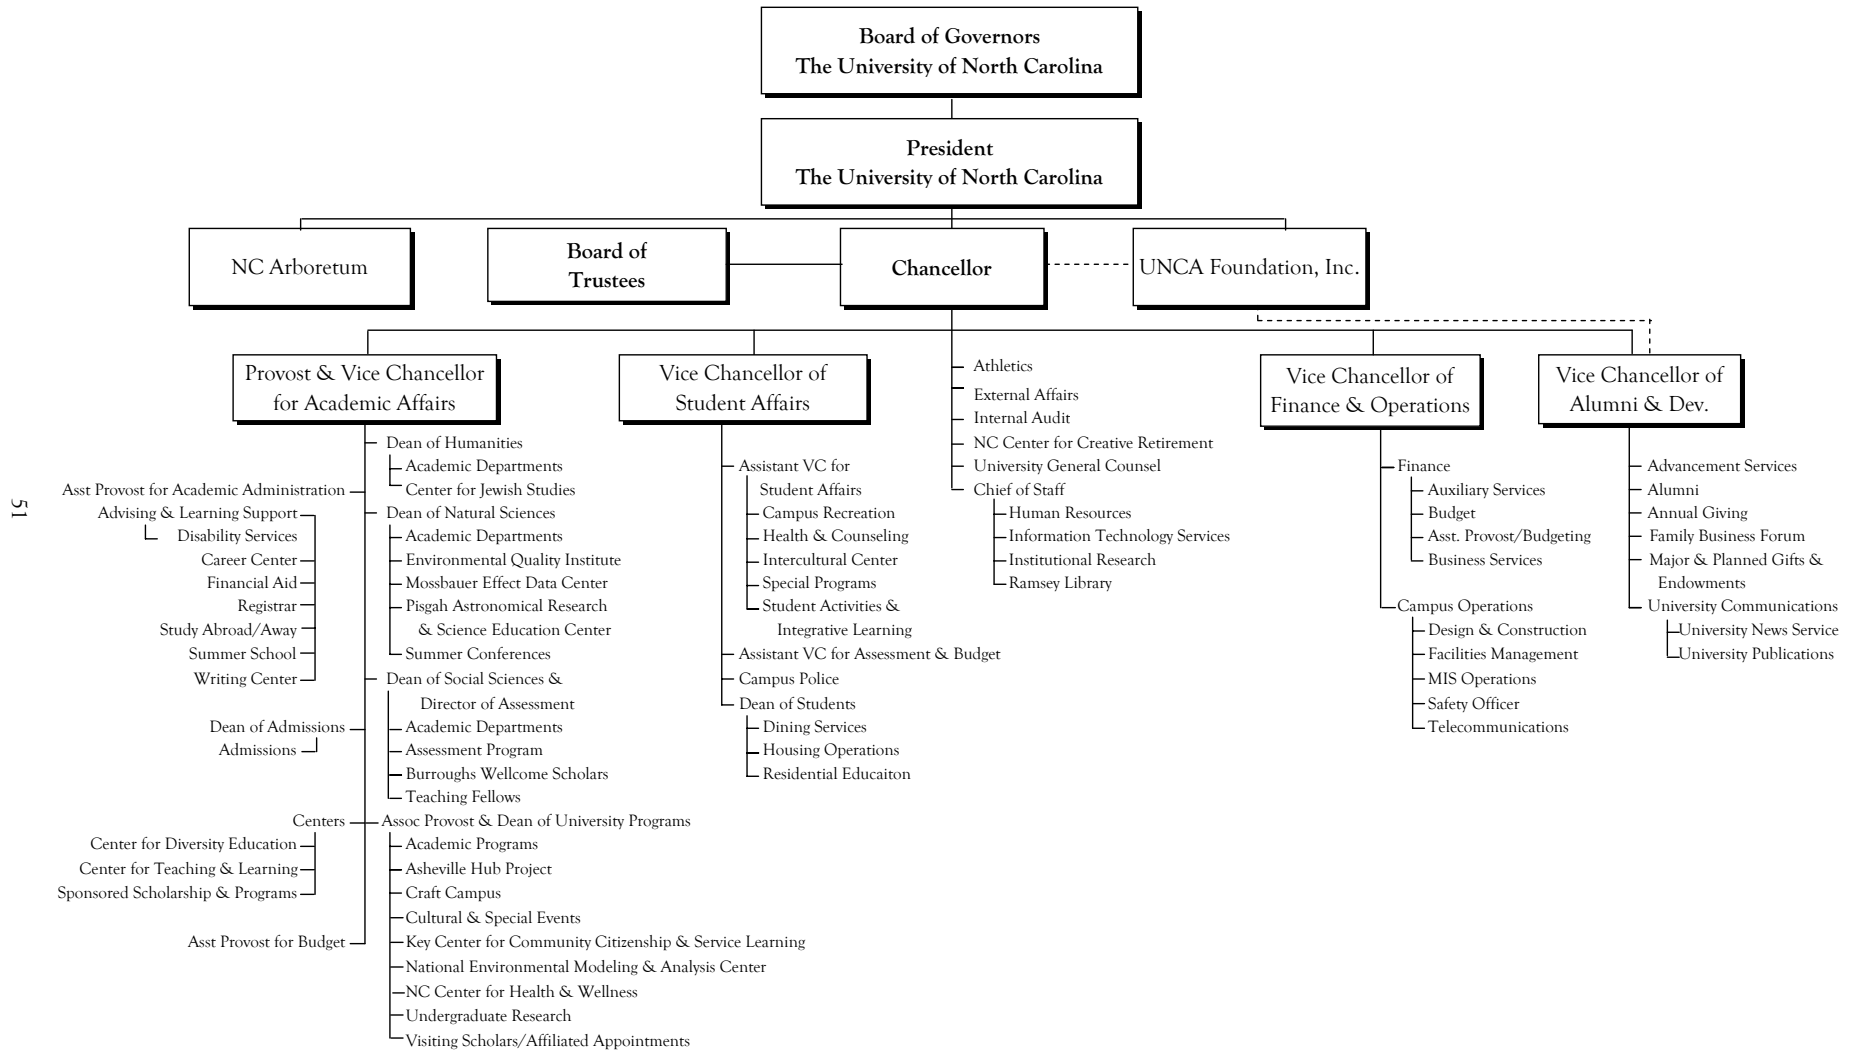 Board of Governors
The University of North Carolina
President
The University of North Carolina
NC Arboretum
Board of
Trustees
Chancellor
UNCA Foundation, Inc.
Provost & Vice Chancellor
for Academic Affairs
Dean of Humanities
Academic Departments
Center for Jewish Studies
Asst Provost for Academic Administration
Advising & Learning Support
Disability Services
Career Center
Financial Aid
Registrar
Study Abroad/Away
Summer School
Writing Center
Dean of Natural Sciences
Academic Departments
Environmental Quality Institute
Mossbauer Effect Data Center
Pisgah Astronomical Research
& Science Education Center
Summer Conferences
Dean of Social Sciences &
Director of Assessment
Academic Departments
Assessment Program
Burroughs Wellcome Scholars
Teaching Fellows
Dean of Admissions
Admissions
Centers
Center for Diversity Education
Center for Teaching & Learning
Sponsored Scholarship & Programs
Assoc Provost & Dean of University Programs
Academic Programs
Asheville Hub Project
Craft Campus
Cultural & Special Events
Key Center for Community Citizenship & Service Learning
National Environmental Modeling & Analysis Center
NC Center for Health & Wellness
Undergraduate Research
Visiting Scholars/Affiliated Appointments
Asst Provost for Budget
Vice Chancellor of
Student Affairs
Assistant VC for
Student Affairs
Campus Recreation
Health & Counseling
Intercultural Center
Special Programs
Student Activities &
Integrative Learning
Assistant VC for Assessment & Budget
Campus Police
Dean of Students
Dining Services
Housing Operations
Residential Educaiton
Athletics
External Affairs
Internal Audit
NC Center for Creative Retirement
University General Counsel
Chief of Staff
Human Resources
Information Technology Services
Institutional Research
Ramsey Library
Vice Chancellor of
Finance & Operations
Finance
Auxiliary Services
Budget
Asst. Provost/Budgeting
Business Services
Campus Operations
Design & Construction
Facilities Management
MIS Operations
Safety Officer
Telecommunications
Vice Chancellor of
Alumni & Dev.
Advancement Services
Alumni
Annual Giving
Family Business Forum
Major & Planned Gifts &
Endowments
University Communications
University News Service
University Publications
51